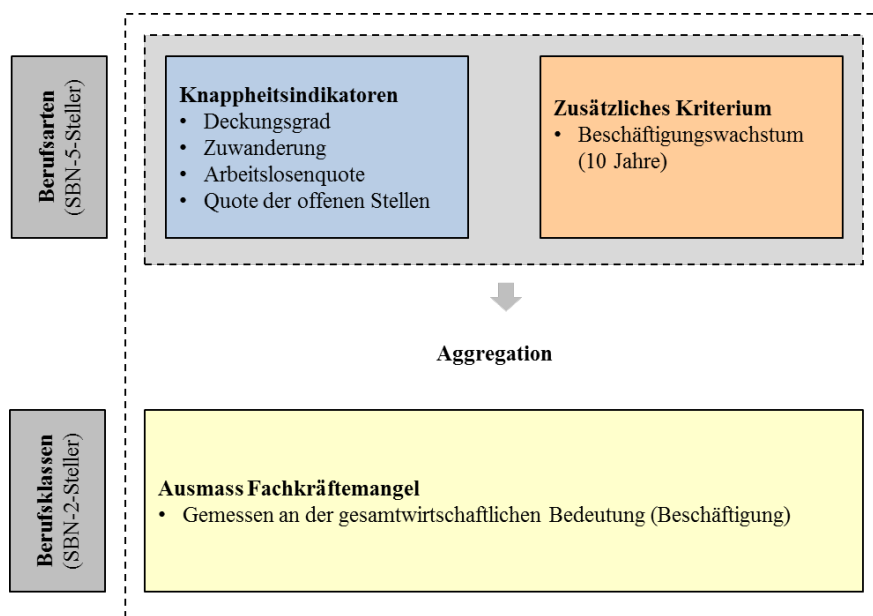 Berufsarten
(SBN-5-Steller)
Knappheitsindikatoren
• Deckungsgrad
• Zuwanderung
• Arbeitslosenquote
• Quote der offenen Stellen
Zusätzliches Kriterium
• Beschäftigungswachstum
(10 Jahre)
Aggregation
Berufsklassen
(SBN-2-Steller)
Ausmass Fachkräftemangel
• Gemessen an der gesamtwirtschaftlichen Bedeutung (Beschäftigung)